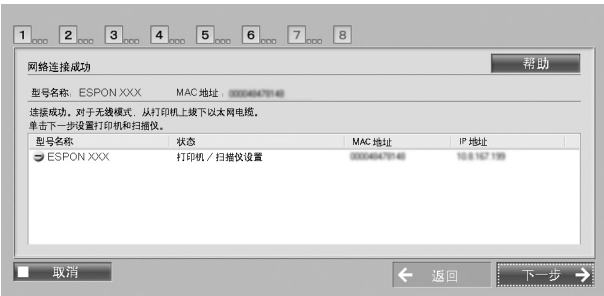 1 2 3 4 5 6 7 8
网络连接成功 帮助
型号名称: ESPON XXX MAC 地址:
连接成功。对于无线模式，从打印机上拔下以太网电缆。
单击下一步设置打印机和扫描仪。
型号名称 状态 MAC 地址 IP 地址
ESPON XXX 打印机／扫描仪设置
取消 返回 下一步